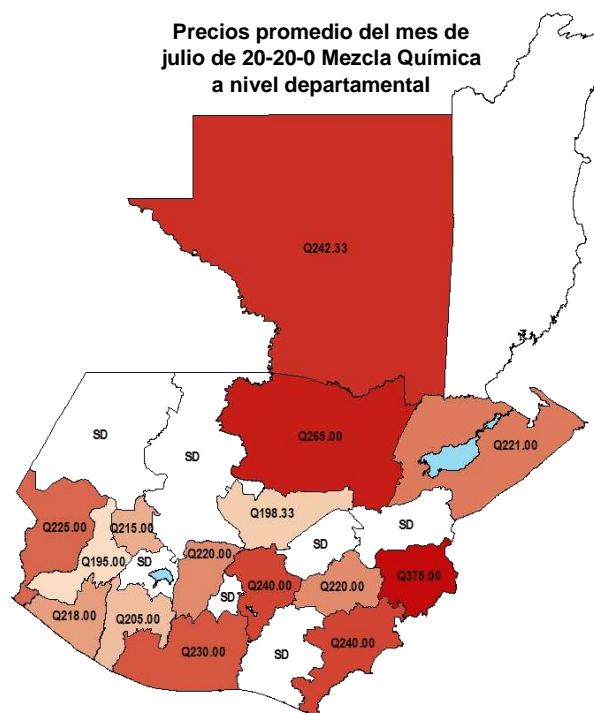 Precios promedio del mes de
julio de 20-20-0 Mezcla Química
a nivel departamental
Q242.33
SD
Q265.00
SD
Q221.00
Q198.33
Q225.00
Q215.00
SD
Q220.00
SD
Q195.00
SD
Q375.00
Q240.00
Q220.00
SD
Q218.00
Q205.00
Q240.00
Q230.00
SD